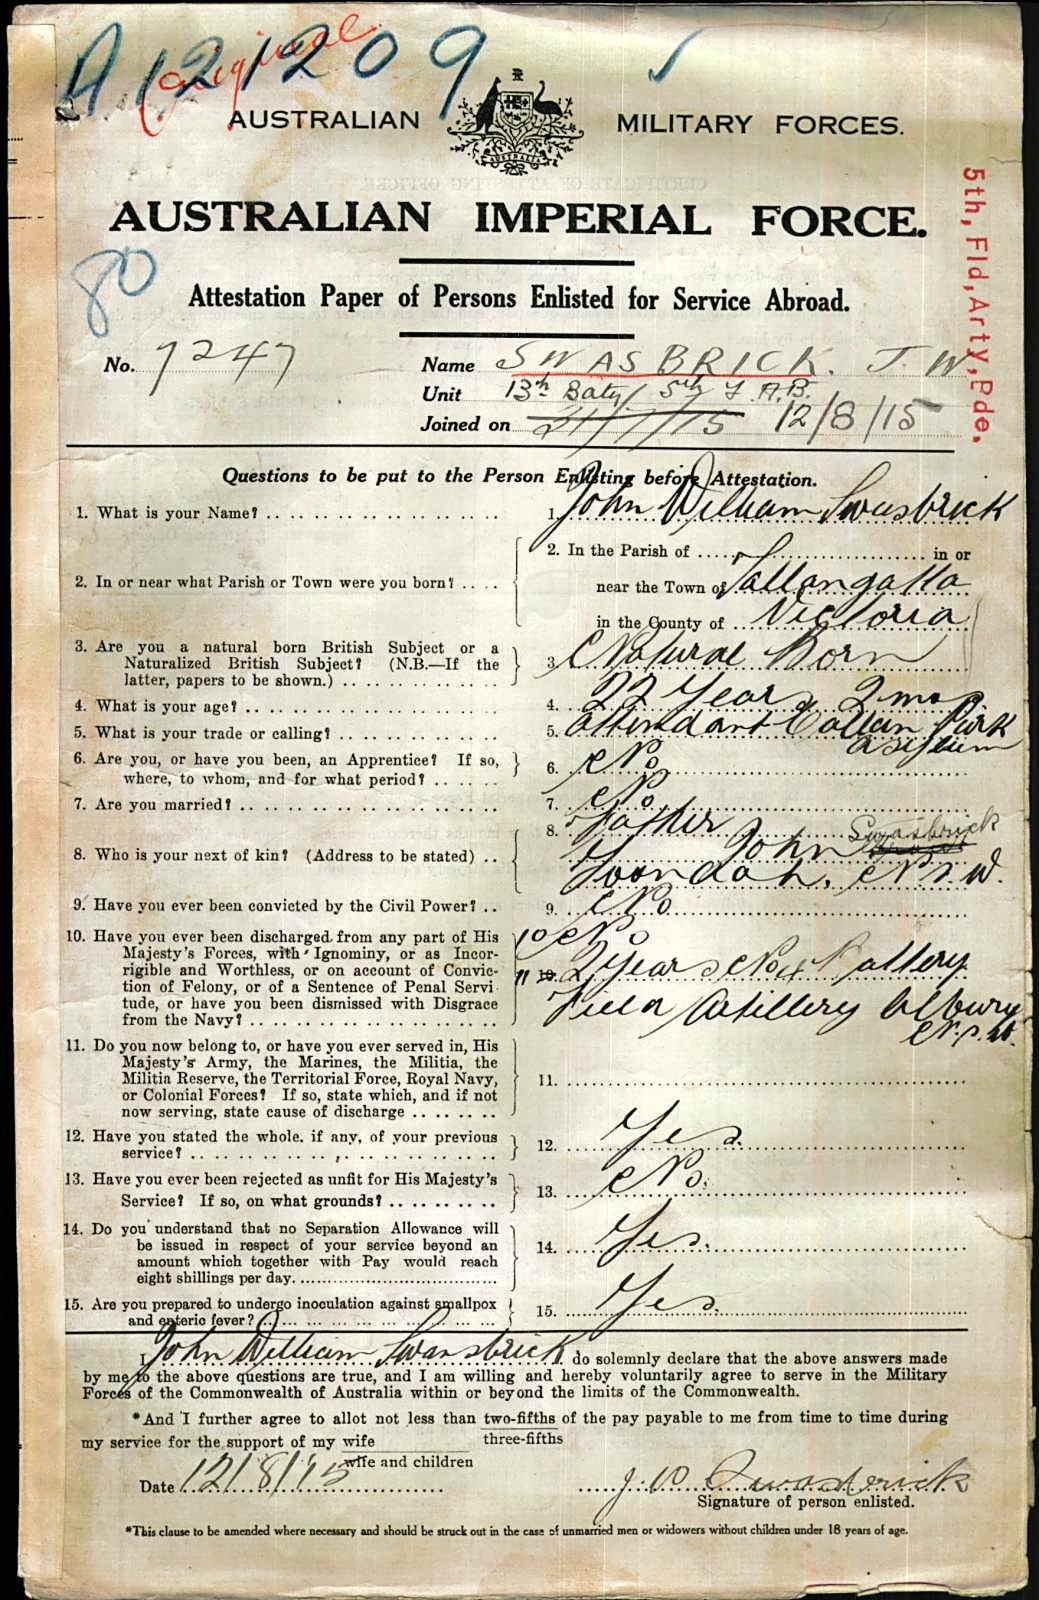 A121209
Original
AUSTRALIAN MILITARY FORCES.
AUSTRALIA
AUSTRALIAN IMPERIAL FORCE.
5th, Fld, Arty, Bde.
80
Attestation Paper of Persons Enlisted for Service Abroad.
No. 7247 Name SWASBRICK. J. W.
Unit 13th Baty/ 5th F.A.B.
Joined on 21/7/15 12/8/15
Questions to be put to the Person Enlisting before Attestation.
1. What is your Name? 1. John William Swasbrick
2. In or near what Parish or Town were you born? 2. In the Parish of in or
near the Town of Tallangatta
in the County of Victoria
3. Are you a natural born British Subject or a
Naturalized British Subject? (N.B.—If the
latter, papers to be shown.) 3. Natural Born
4. What is your age? 4. 22 Years 2 mos
5. What is your trade or calling? 5. Attendant Callan Park
Asylum
6. Are you, or have you been, an Apprentice? If so,
where, to whom, and for what period? 6. No
7. Are you married? 7. No
8. Who is your next of kin? (Address to be stated) 8. Father
John Swasbrick
N.S.W.
9. Have you ever been convicted by the Civil Power? 9. No
10. Have you ever been discharged from any part of His
Majesty's Forces, with Ignominy, or as Incor-
rigible and Worthless, or on account of Convic-
tion of Felony, or of a Sentence of Penal Servi-
tude, or have you been dismissed with Disgrace
from the Navy? 10 No
11 10. 2 Years No 4 Battery
Field Artillery Albury
N.S.W.
11. Do you now belong to, or have you ever served in, His
Majesty's Army, the Marines, the Militia, the
Militia Reserve, the Territorial Force, Royal Navy,
or Colonial Forces? If so, state which, and if not
now serving, state cause of discharge 11.
12. Have you stated the whole, if any, of your previous
service? 12. Yes.
13. Have you ever been rejected as unfit for His Majesty's
Service? If so, on what grounds? 13. No.
14. Do you understand that no Separation Allowance will
be issued in respect of your service beyond an
amount which together with Pay would reach
eight shillings per day. 14. Yes.
15. Are you prepared to undergo inoculation against smallpox
and enteric fever? 15. Yes.
I, John William Swasbrick do solemnly declare that the above answers made
by me to the above questions are true, and I am willing and hereby voluntarily agree to serve in the Military
Forces of the Commonwealth of Australia within or beyond the limits of the Commonwealth.
*And I further agree to allot not less than two-fifths of the pay payable to me from time to time during
three-fifths
my service for the support of my wife
wife and children
Date 12/8/15 J. W. Swasbrick
Signature of person enlisted.
*This clause to be amended where necessary and should be struck out in the case of unmarried men or widowers without children under 18 years of age.